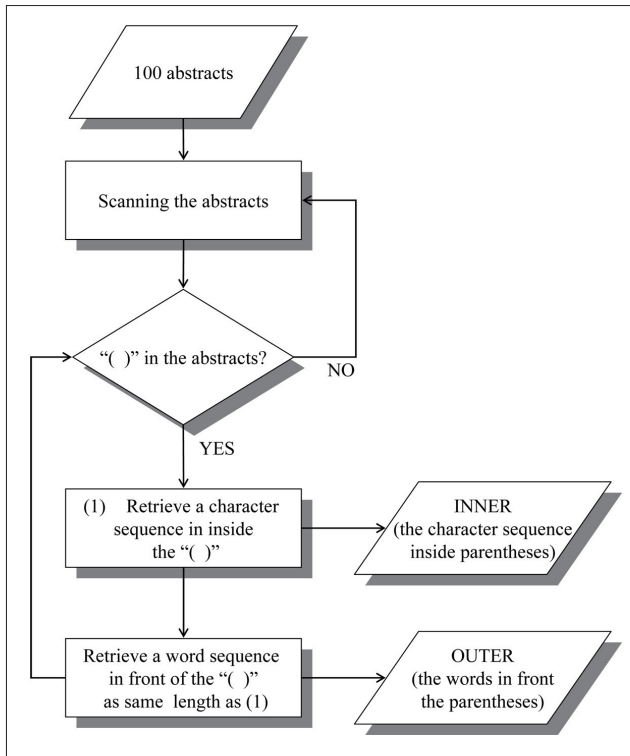 100 abstracts
Scanning the abstracts
“( )” in the abstracts?
NO
YES
(1) Retrieve a character
sequence in inside
the “( )”
INNER
(the character sequence
inside parentheses)
Retrieve a word sequence
in front of the “( )”
as same length as (1)
OUTER
(the words in front
the parentheses)